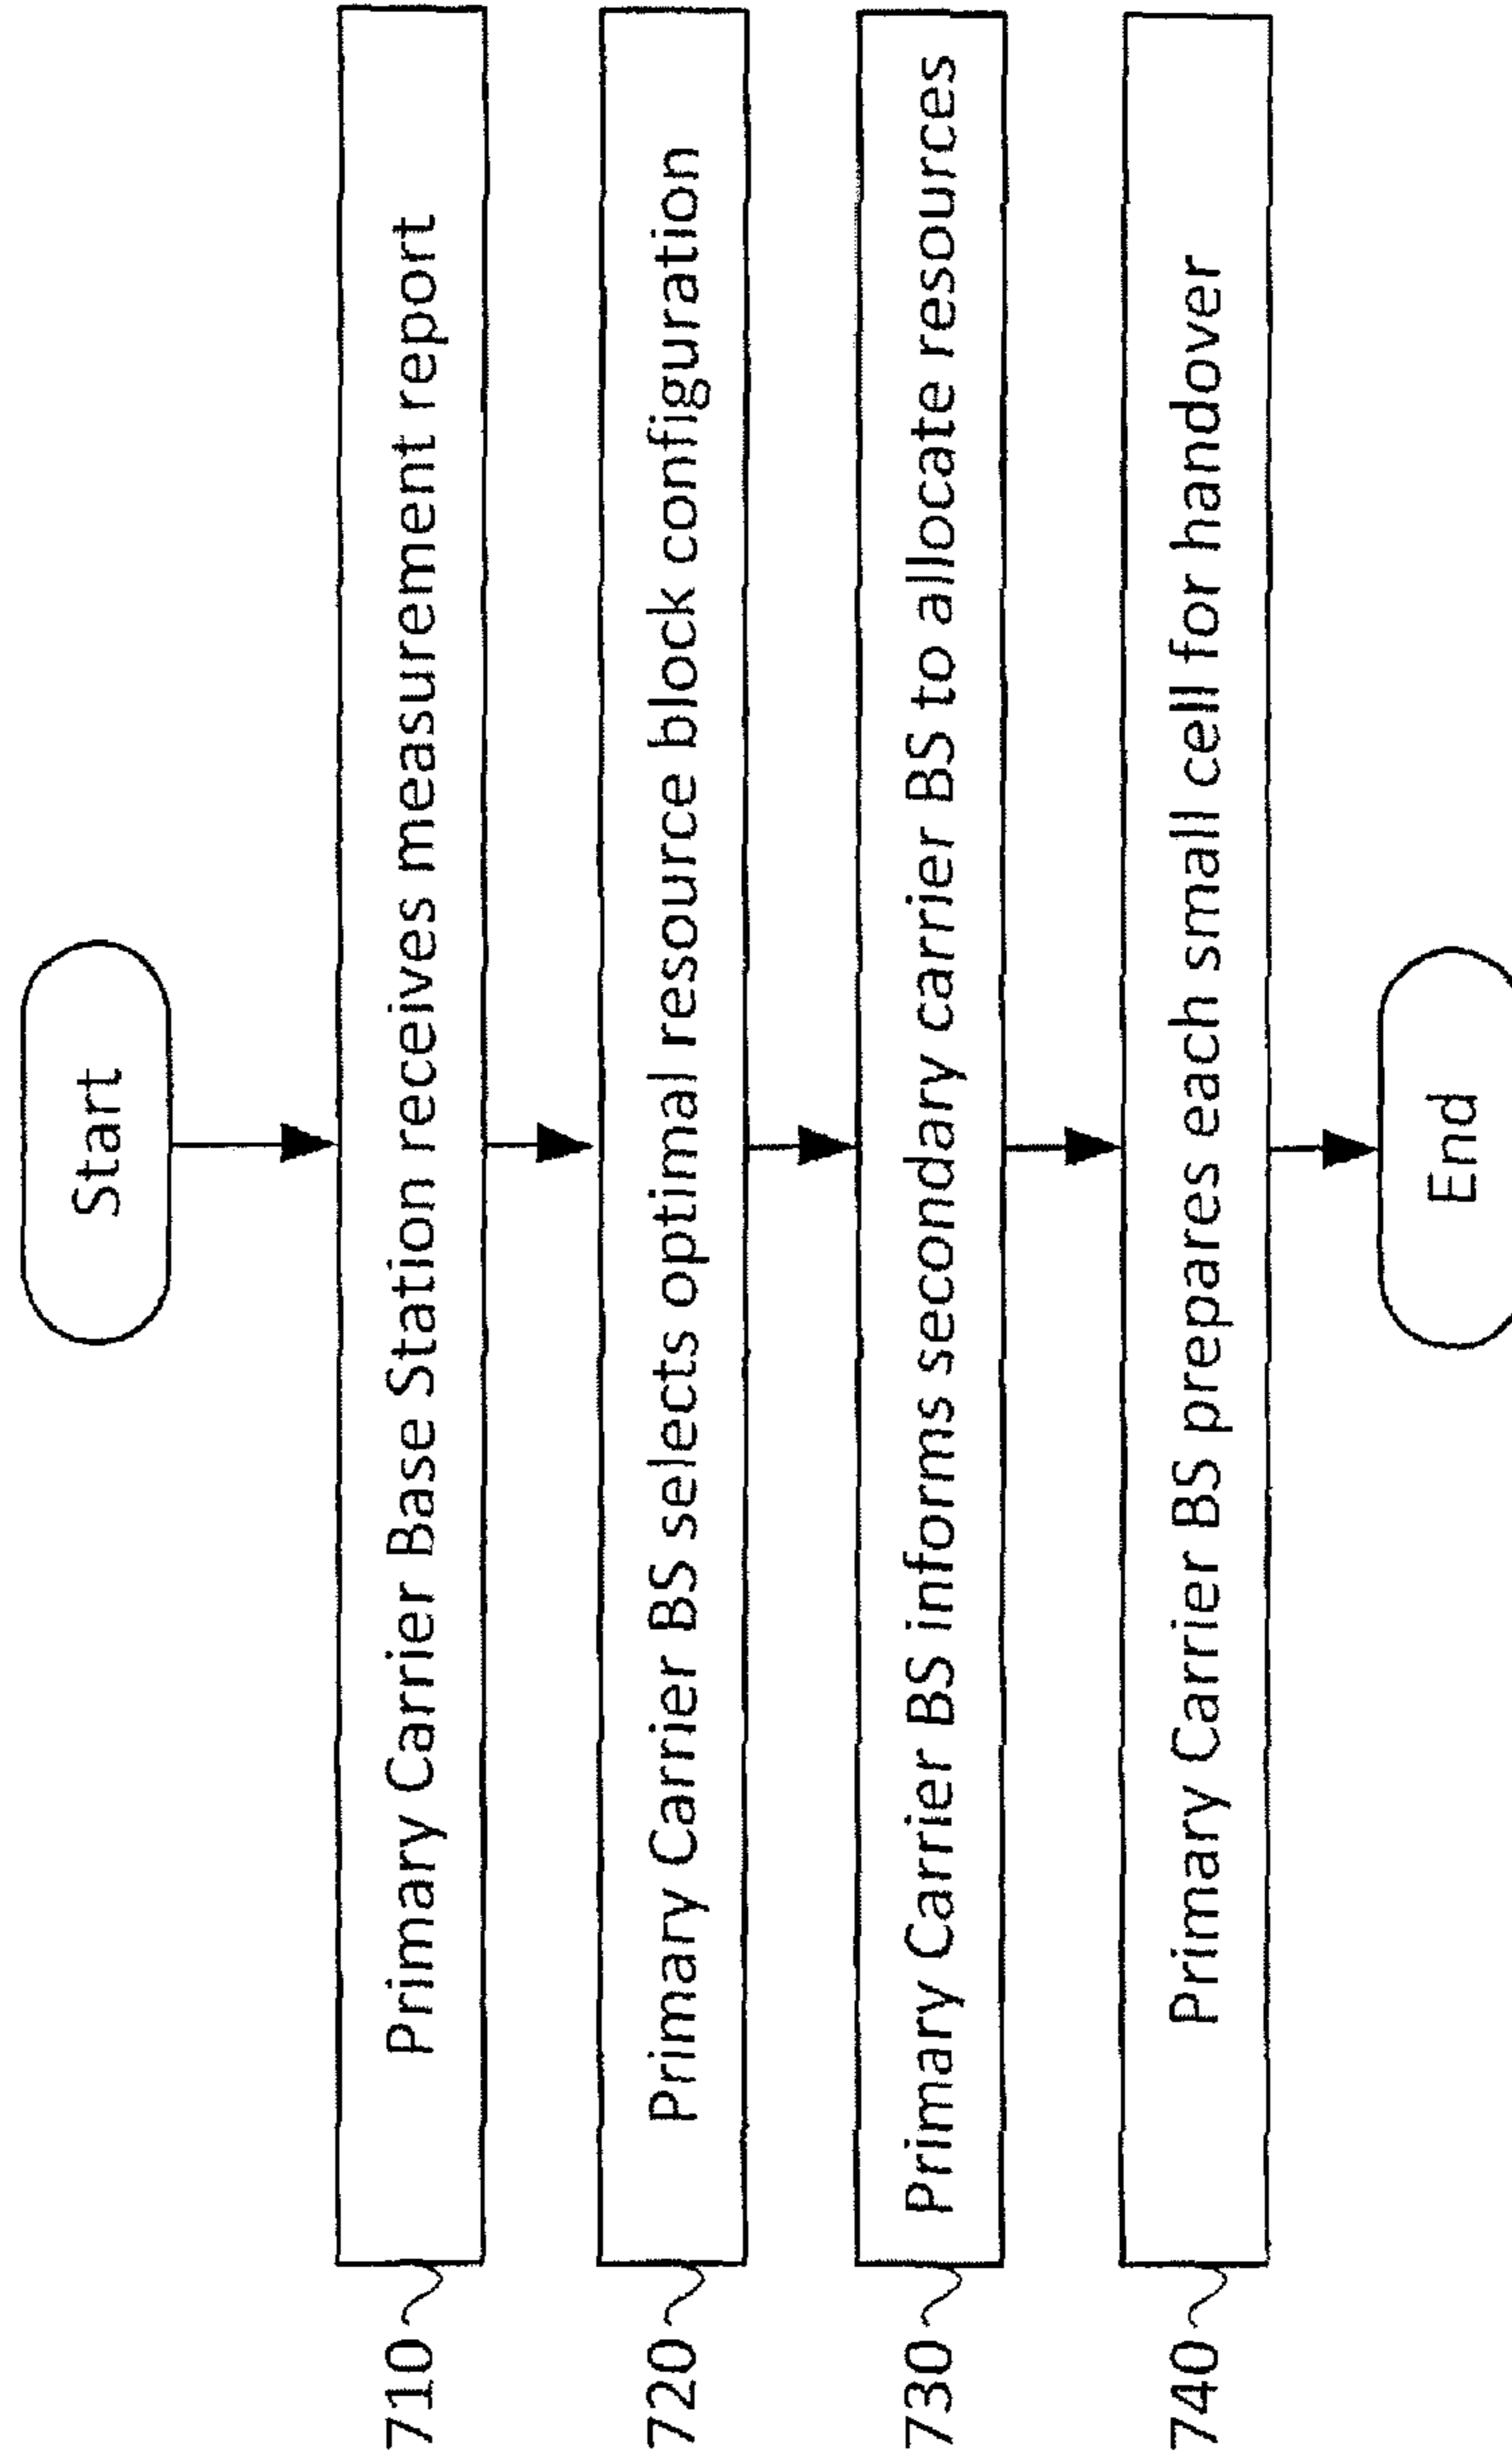 Start
710
Primary Carrier Base Station receives measurement report
720
Primary Carrier BS selects optimal resource block configuration
730
Primary Carrier BS informs secondary carrier BS to allocate resources
740
Primary Carrier BS prepares each small cell for handover
End